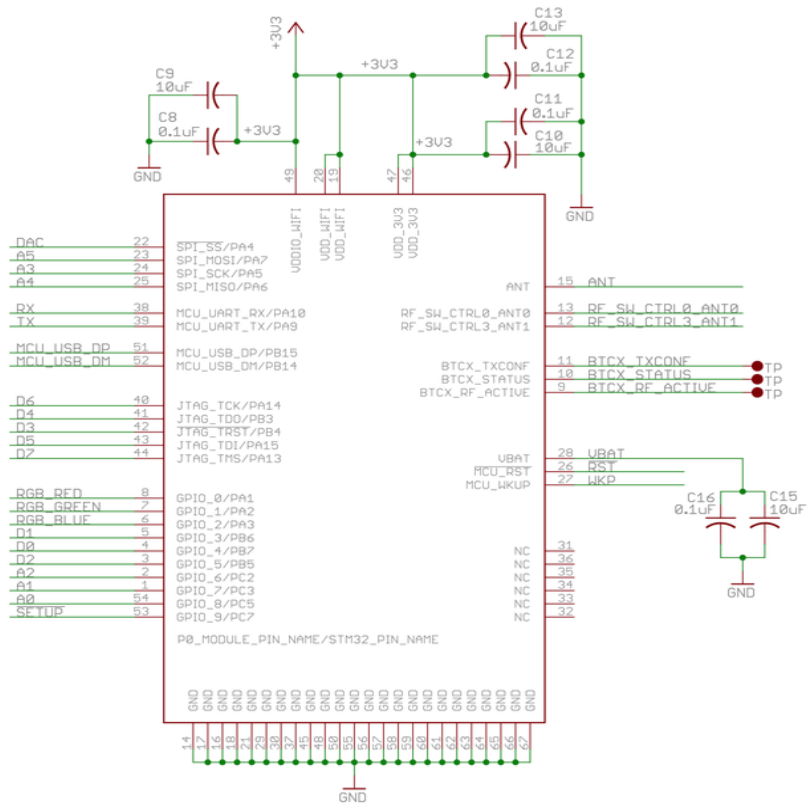 C13
10uF
+3V3
C12
+3V3
0.1uF
C9
10uF
C11
0.1uF
C8
0.1uF
+3V3
+3V3
C10
10uF
GND
GND
49 20 19 47 46
VDDIO_WIFI VDD_WIFI VDD_WIFI VDD_3V3 VDD_3V3
DAC 22 SPI_SS/PA4
A5 23 SPI_MOSI/PA7
A3 24 SPI_SCK/PA5
A4 25 SPI_MISO/PA6
ANT 15 ANT
RX 38 MCU_UART_RX/PA10
RF_SW_CTRL0_ANT0 13 RF_SW_CTRL0_ANT0
TX 39 MCU_UART_TX/PA9
RF_SW_CTRL3_ANT1 12 RF_SW_CTRL3_ANT1
MCU_USB_DP 51 MCU_USB_DP/PB15
MCU_USB_DM 52 MCU_USB_DM/PB14
BTCX_TXCONF 11 BTCX_TXCONF TP
BTCX_STATUS 10 BTCX_STATUS TP
BTCX_RF_ACTIVE 9 BTCX_RF_ACTIVE TP
D6 40 JTAG_TCK/PA14
D4 41 JTAG_TDO/PB3
D3 42 JTAG_TRST/PB4
D5 43 JTAG_TDI/PA15
D7 44 JTAG_TMS/PA13
VBAT 28 VBAT
MCU_RST 26 RST
MCU_WKUP 27 WKP
C16
0.1uF
C15
10uF
GND
RGB_RED 8 GPIO_0/PA1
RGB_GREEN 7 GPIO_1/PA2
RGB_BLUE 6 GPIO_2/PA3
D1 5 GPIO_3/PB6
D0 4 GPIO_4/PB7
D2 3 GPIO_5/PB5
A2 2 GPIO_6/PC2
A1 1 GPIO_7/PC3
A0 54 GPIO_8/PC5
SETUP 53 GPIO_9/PC7
NC 31
NC 36
NC 35
NC 34
NC 33
NC 32
P0_MODULE_PIN_NAME/STM32_PIN_NAME
GND GND GND GND GND GND GND GND GND GND GND GND GND GND GND GND GND GND GND GND GND GND GND GND
14 17 16 18 21 29 30 37 45 48 50 55 56 57 58 59 60 61 62 63 64 65 66 67
GND